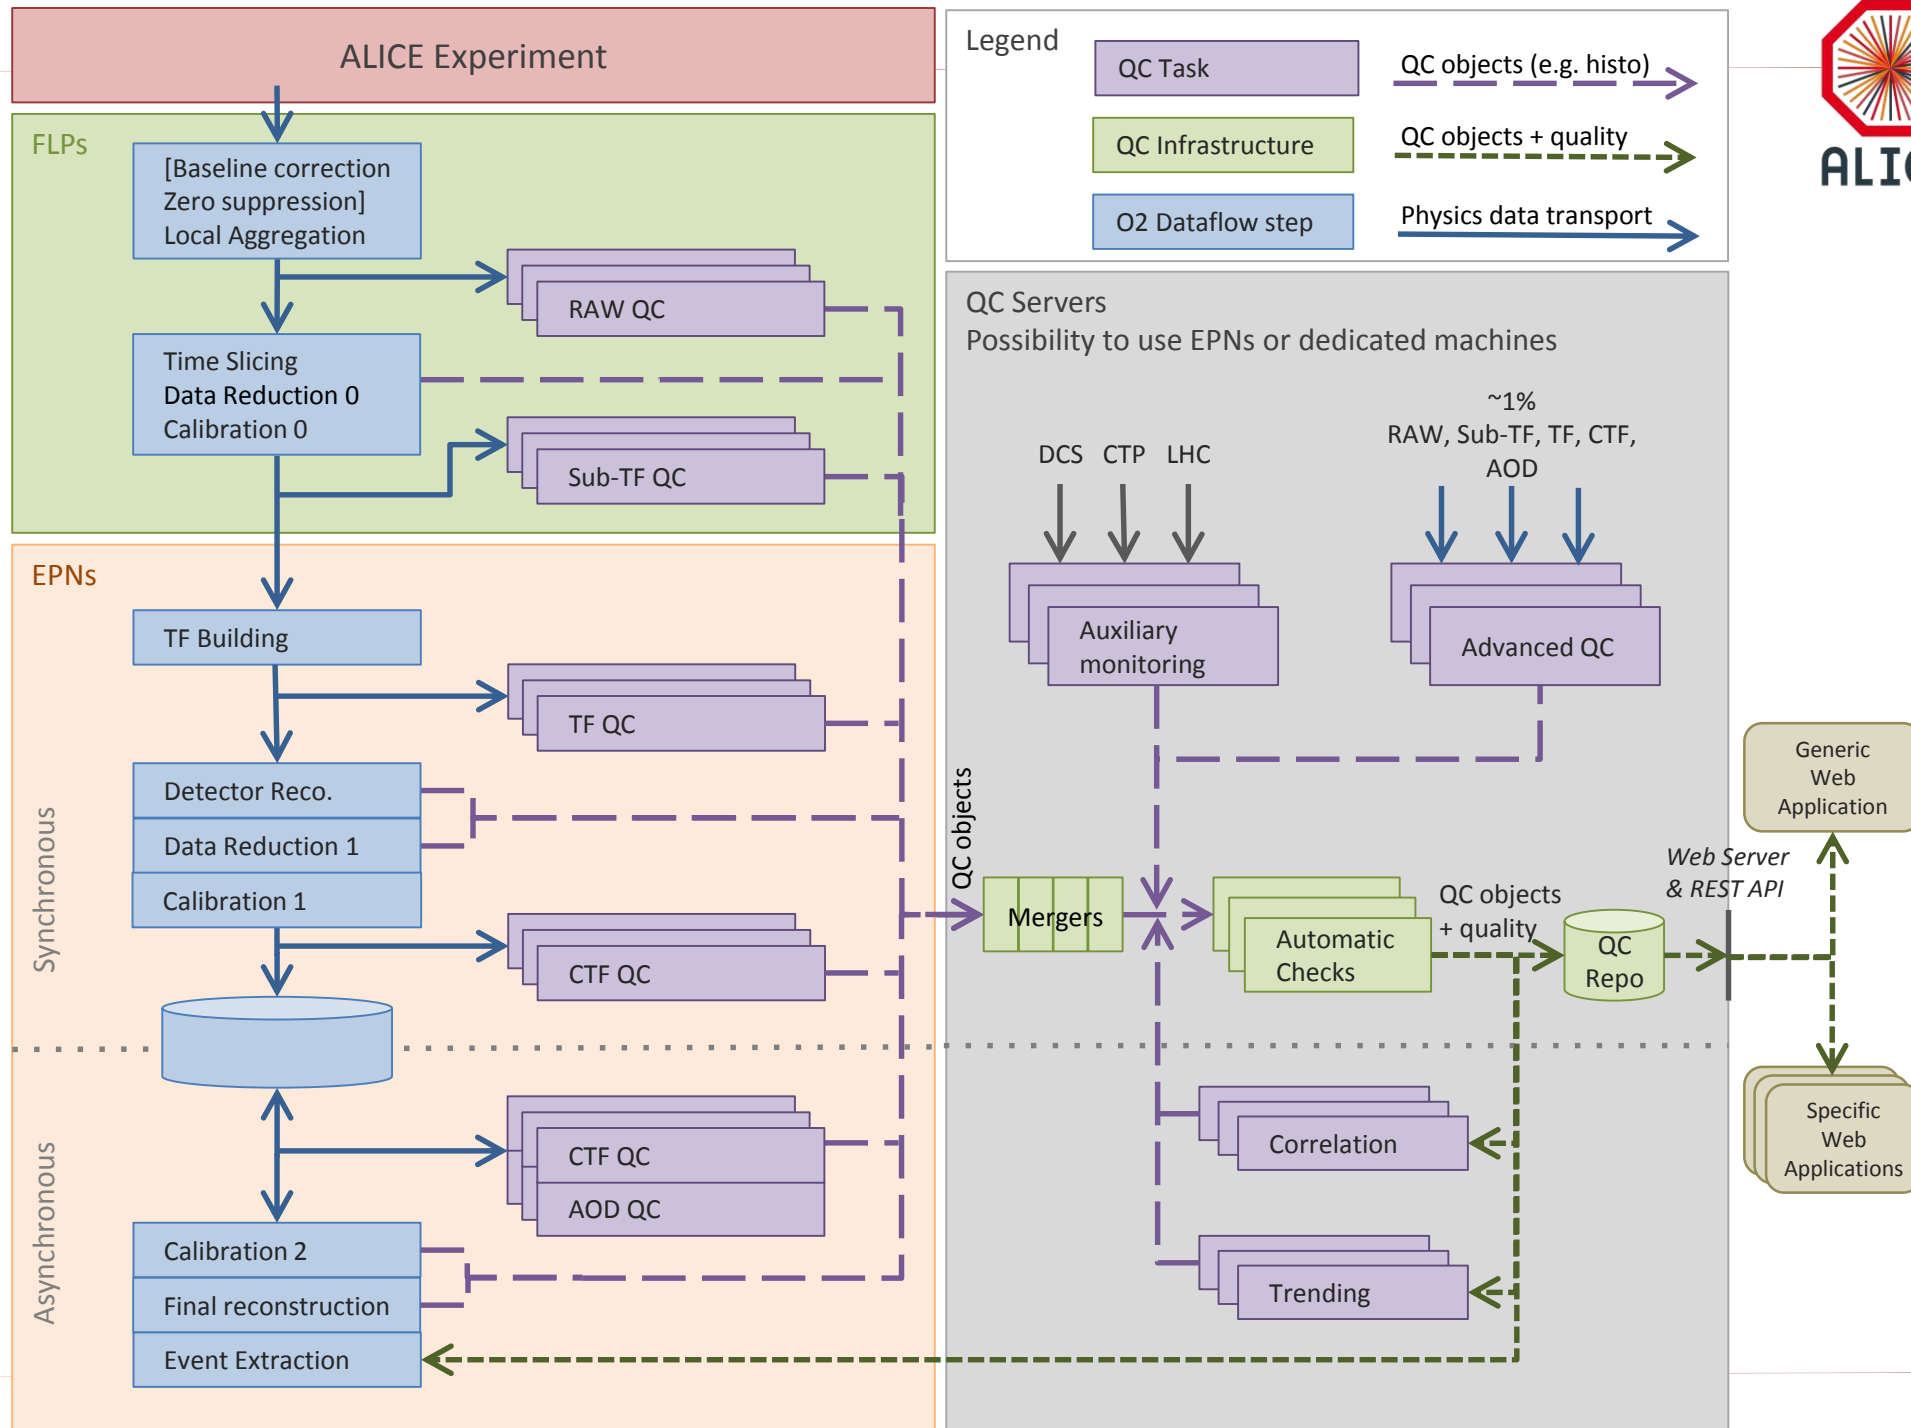 ALICE Experiment
FLPs
[Baseline correction
Zero suppression]
Local Aggregation
RAW QC
Time Slicing
Data Reduction 0
Calibration 0
Sub-TF QC
EPNs
TF Building
TF QC
Synchronous
Detector Reco.
Data Reduction 1
Calibration 1
CTF QC
Asynchronous
CTF QC
AOD QC
Calibration 2
Final reconstruction
Event Extraction
Legend
QC Task
QC objects (e.g. histo)
QC Infrastructure
QC objects + quality
O2 Dataflow step
Physics data transport
QC Servers
Possibility to use EPNs or dedicated machines
DCS CTP LHC
~1%
RAW, Sub-TF, TF, CTF,
AOD
Auxiliary
monitoring
Advanced QC
QC objects
Mergers
Automatic
Checks
QC objects
+ quality
QC
Repo
Web Server
& REST API
Correlation
Trending
Generic
Web
Application
Specific
Web
Applications